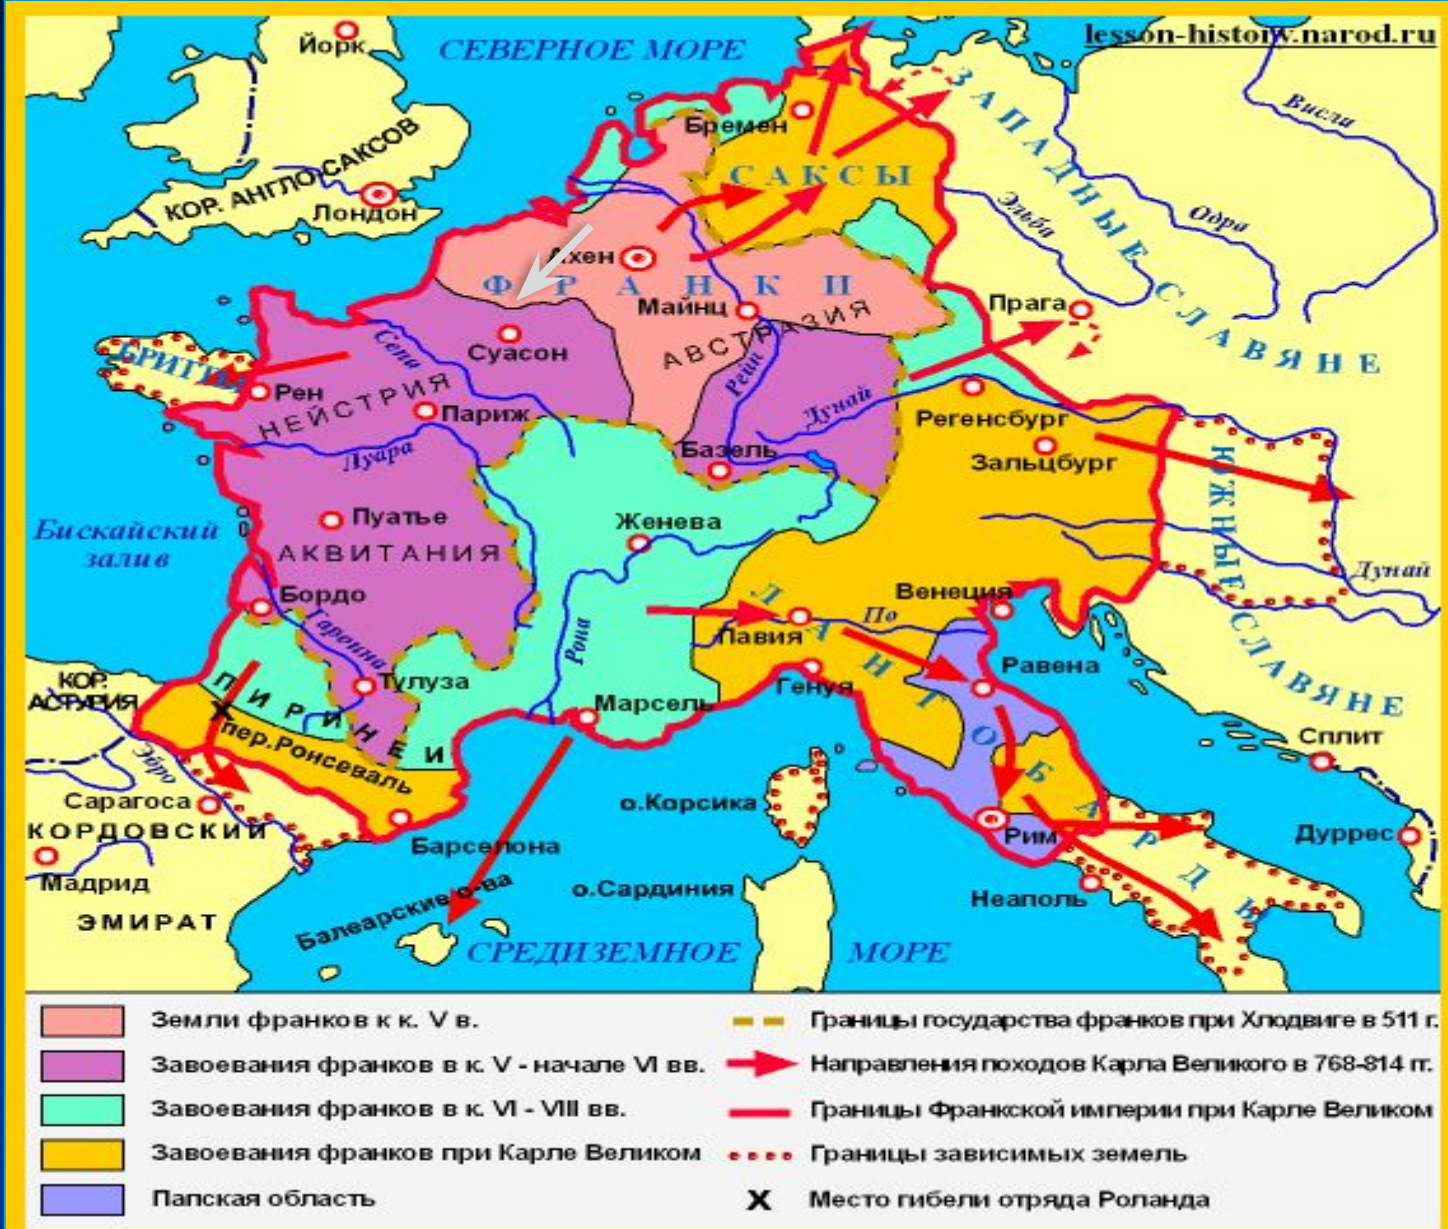 lesson-history.narod.ru
Йорк
СЕВЕРНОЕ МОРЕ
ЗАПАДНЫЕ СЛАВЯНЕ
Висла
Бремен
КОР. АНГЛО САКСОВ
САКСЫ
Лондон
Эльба
Одра
Ахен
ФРАНКИ
Майнц
Прага
АВСТРАЗИЯ
Суасон
Сена
БРИТТЫ
Рен
НЕЙСТРИЯ
Париж
Рейн
Дунай
Регенсбург
Луара
Базель
Зальцбург
ЮЖНЫЕ СЛАВЯНЕ
Бискайский
залив
Пуатье
АКВИТАНИЯ
Женева
Дунай
Бордо
Гаронна
Рона
ЛАНГОБАРДЫ
Венеция
По
Павия
Равена
КОР.
АСТУРИЯ
ПИРИНЕИ
Тулуза
Марсель
Генуя
пер.Ронсеваль
Эбро
Сплит
Сарагоса
КОРДОВСКИЙ
о.Корсика
Рим
Дуррес
Барселона
Мадрид
о.Сардиния
Неаполь
ЭМИРАТ
Балеарские о-ва
СРЕДИЗЕМНОЕ МОРЕ
Земли франков к к. V в.
Завоевания франков в к. V - начале VI вв.
Завоевания франков в к. VI - VIII вв.
Завоевания франков при Карле Великом
Папская область
Границы государства франков при Хлодвиге в 511 г.
Направления походов Карла Великого в 768-814 гг.
Границы Франкской империи при Карле Великом
Границы зависимых земель
X Место гибели отряда Роланда